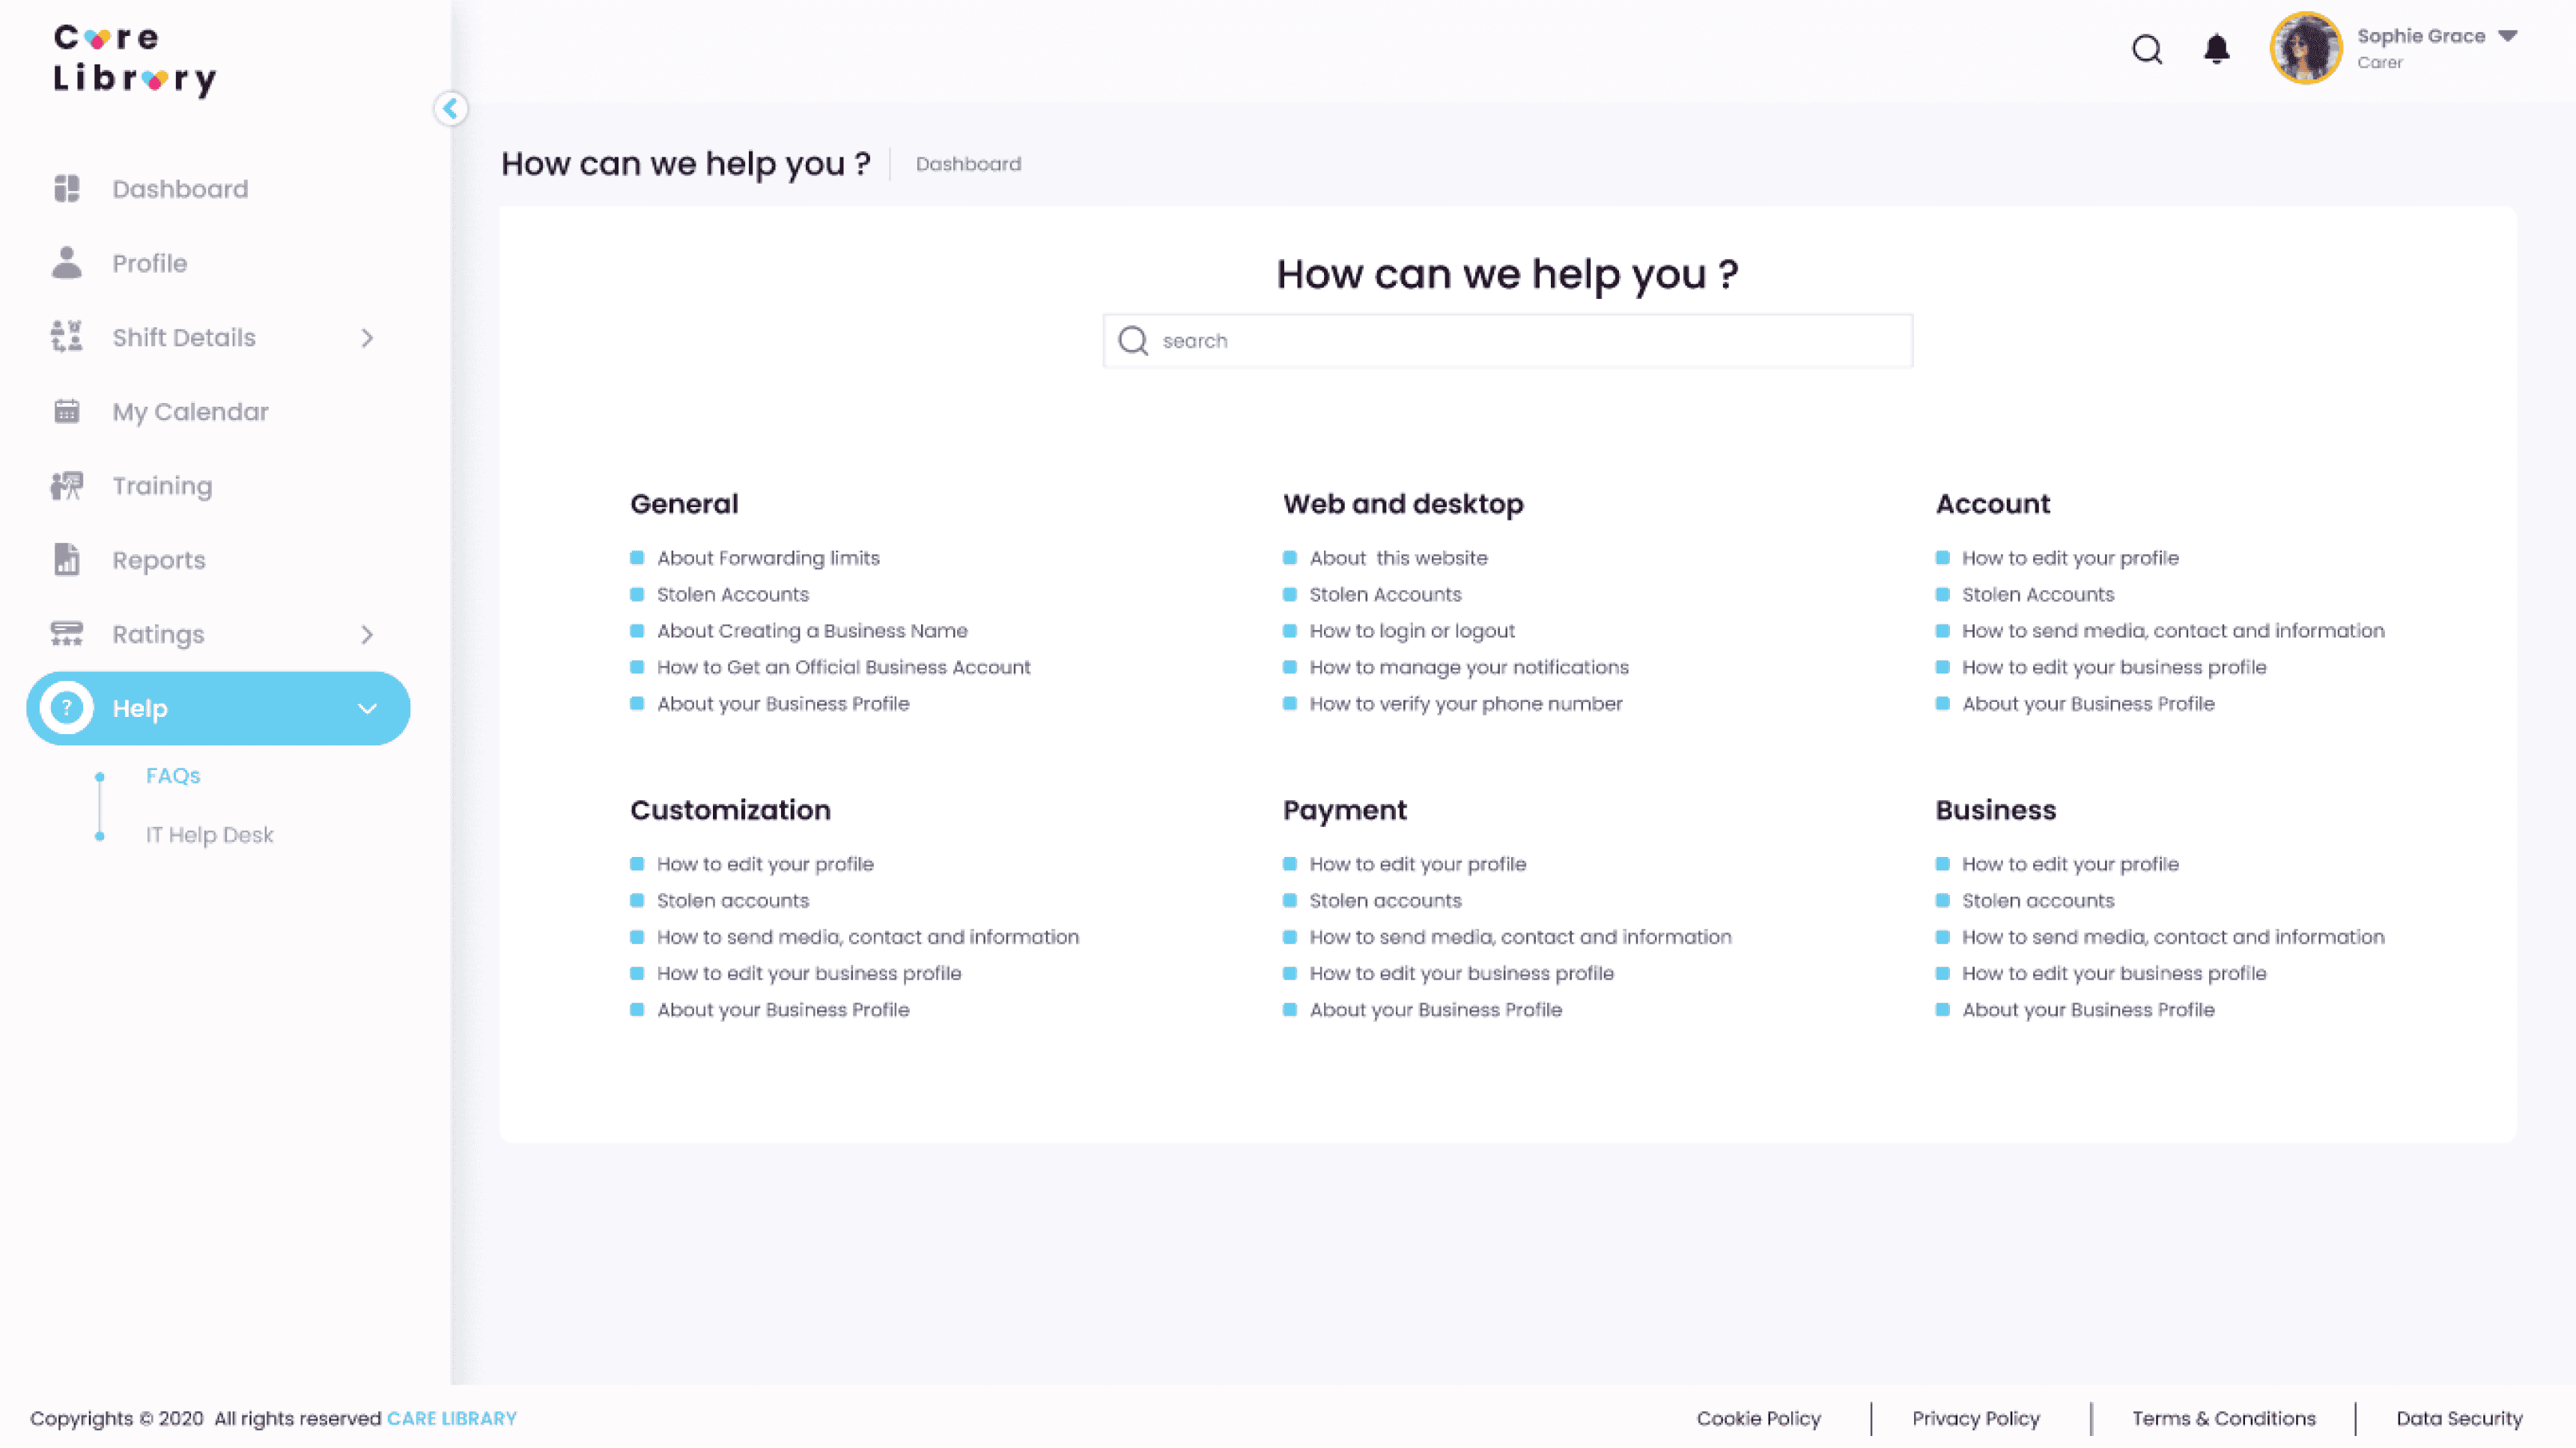 Care
Library
Sophie Grace
Carer
How can we help you ?
Dashboard
Dashboard
Profile
Shift Details
My Calendar
Training
Reports
Ratings
? Help
FAQs
IT Help Desk
How can we help you ?
search
General
About Forwarding limits
Stolen Accounts
About Creating a Business Name
How to Get an Official Business Account
About your Business Profile
Web and desktop
About  this website
Stolen Accounts
How to login or logout
How to manage your notifications
How to verify your phone number
Account
How to edit your profile
Stolen Accounts
How to send media, contact and information
How to edit your business profile
About your Business Profile
Customization
How to edit your profile
Stolen accounts
How to send media, contact and information
How to edit your business profile
About your Business Profile
Payment
How to edit your profile
Stolen accounts
How to send media, contact and information
How to edit your business profile
About your Business Profile
Business
How to edit your profile
Stolen accounts
How to send media, contact and information
How to edit your business profile
About your Business Profile
Copyrights © 2020  All rights reserved CARE LIBRARY
Cookie Policy
Privacy Policy
Terms & Conditions
Data Security